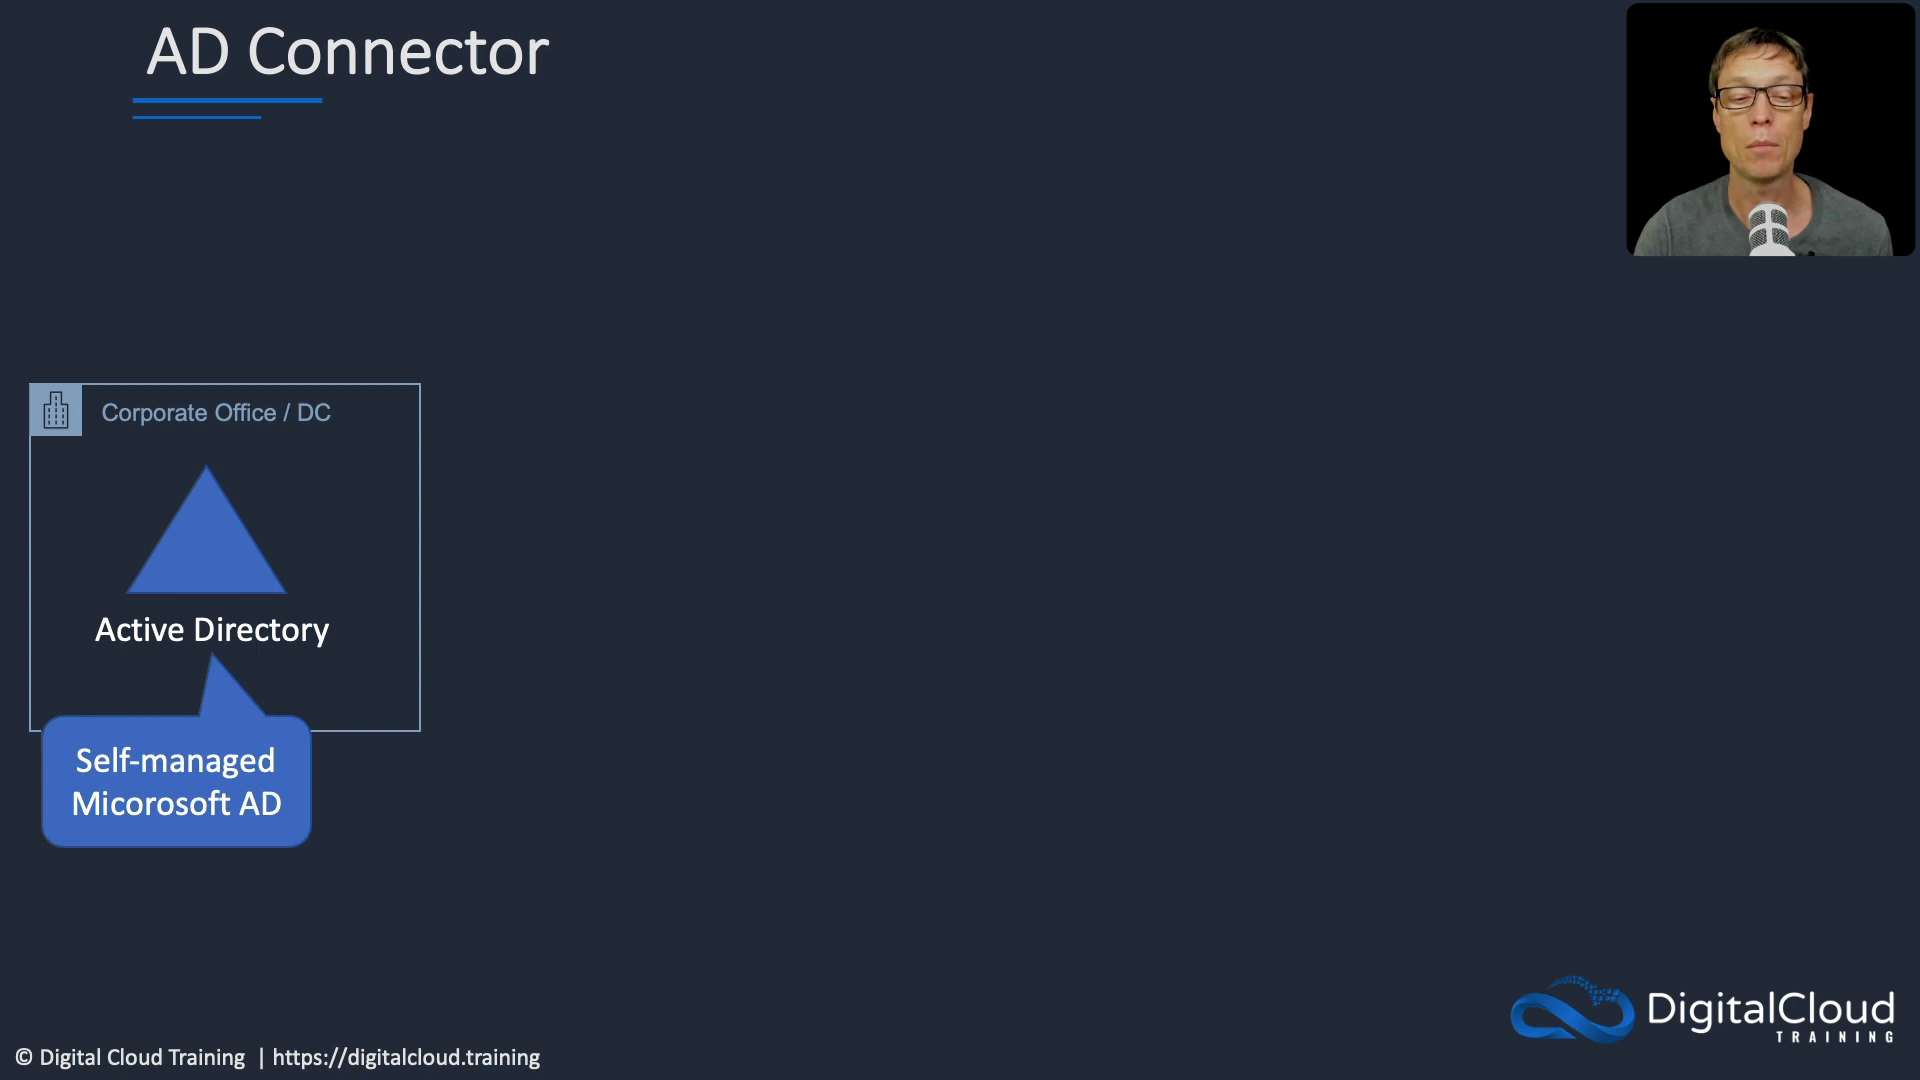 AD Connector
Corporate Office / DC
Active Directory
Self-managed
Micorosoft AD
DigitalCloud
TRAINING
© Digital Cloud Training | https://digitalcloud.training